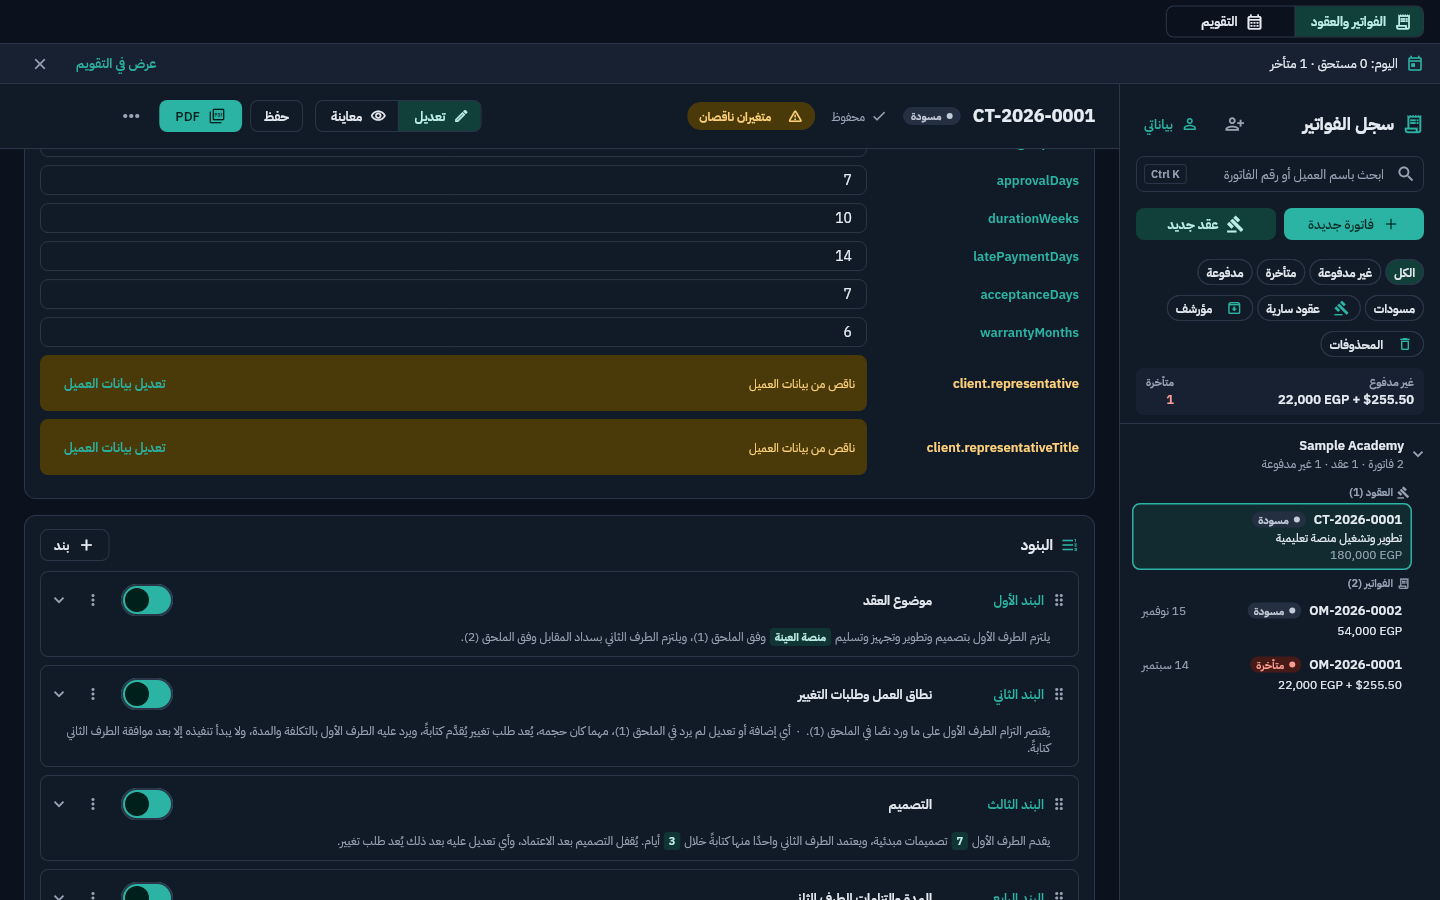 الفواتير والعقود
التقويم
اليوم: 0 مستحق · 1 متأخر
عرض في التقويم
سجل الفواتير
بياناتي
ابحث باسم العميل أو رقم الفاتورة
Ctrl K
فاتورة جديدة
عقد جديد
الكل
غير مدفوعة
متأخرة
مدفوعة
مسودات
عقود سارية
مؤرشف
المحذوفات
غير مدفوع
متأخرة
22,000 EGP + $255.50
1
Sample Academy
2 فاتورة · 1 عقد · 1 غير مدفوعة
العقود (1)
CT-2026-0001
مسودة
تطوير وتشغيل منصة تعليمية
180,000 EGP
الفواتير (2)
OM-2026-0002
مسودة
15 نوفمبر
54,000 EGP
OM-2026-0001
متأخرة
14 سبتمبر
22,000 EGP + $255.50
CT-2026-0001
مسودة
محفوظ
متغيران ناقصان
تعديل
معاينة
حفظ
PDF
approvalDays
7
durationWeeks
10
latePaymentDays
14
acceptanceDays
7
warrantyMonths
6
client.representative
ناقص من بيانات العميل
تعديل بيانات العميل
client.representativeTitle
ناقص من بيانات العميل
تعديل بيانات العميل
البنود
بند
البند الأول
موضوع العقد
يلتزم الطرف الأول بتصميم وتطوير وتجهيز وتسليم منصة العينة وفق الملحق (1)، ويلتزم الطرف الثاني بسداد المقابل وفق الملحق (2).
البند الثاني
نطاق العمل وطلبات التغيير
يقتصر التزام الطرف الأول على ما ورد نصًا في الملحق (1). · أي إضافة أو تعديل لم يرد في الملحق (1)، مهما كان حجمه، يُعد طلب تغيير يُقدَّم كتابةً، ويرد عليه الطرف الأول بالتكلفة والمدة، ولا يبدأ تنفيذه إلا بعد موافقة الطرف الثاني
كتابةً.
البند الثالث
التصميم
يقدم الطرف الأول 7 تصميمات مبدئية، ويعتمد الطرف الثاني واحدًا منها كتابةً خلال 3 أيام. يُقفل التصميم بعد الاعتماد، وأي تعديل عليه بعد ذلك يُعد طلب تغيير.
البند الرابع
المدة والتزامات الطرف الثاني